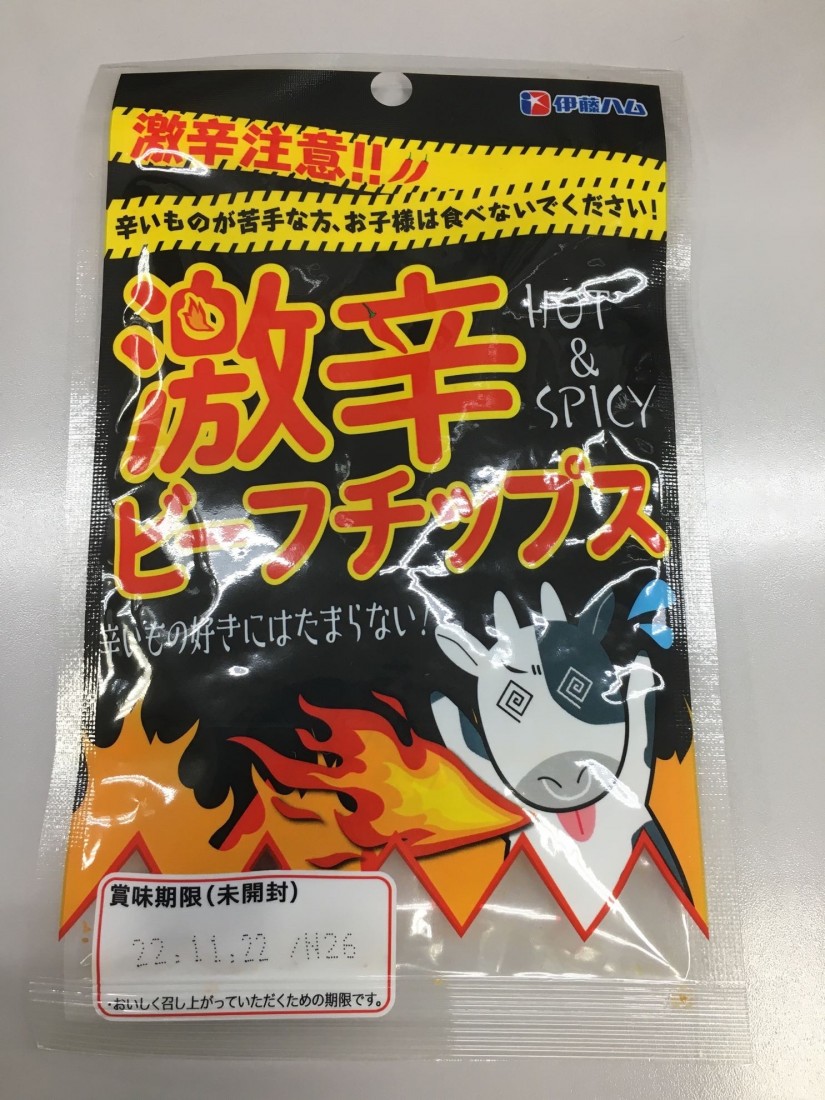 伊藤ハム
激辛注意!!
辛いものが苦手な方、お子様は食べないでください!
激辛
HOT
&
SPICY
ビーフチップス
辛いもの好きにはたまらない!
賞味期限(未開封)
22.11.22 /N26
・おいしく召し上がっていただくための期限です。